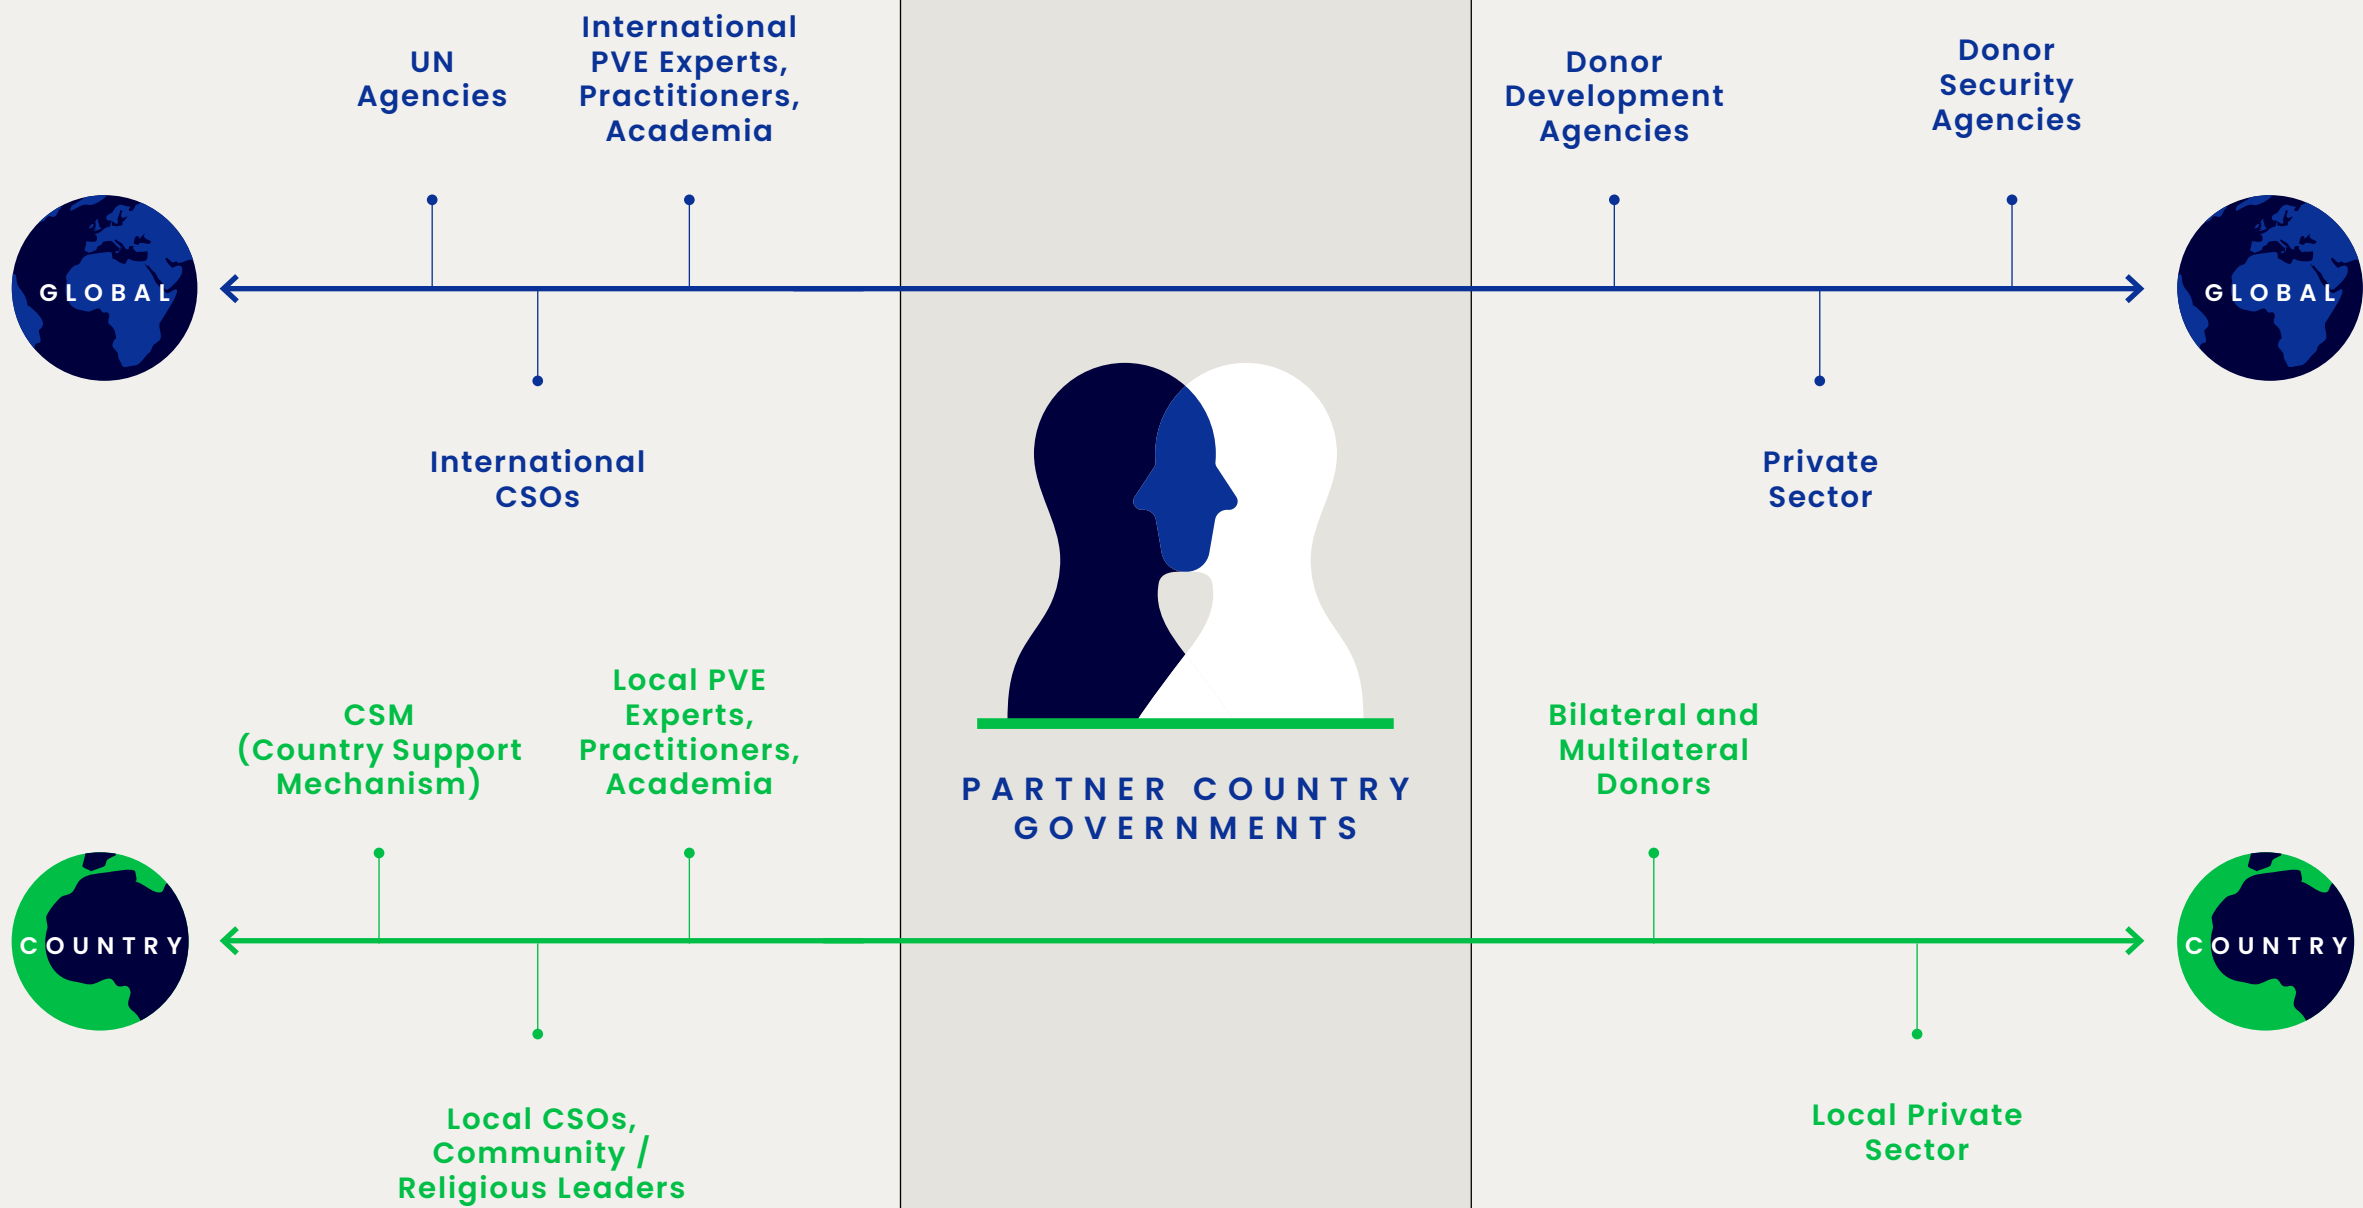 International
PVE Experts,
Practitioners,
Academia
UN
Agencies
Donor
Development
Agencies
Donor
Security
Agencies
GLOBAL
GLOBAL
International
CSOs
Private
Sector
CSM
(Country Support
Mechanism)
Local PVE
Experts,
Practitioners,
Academia
PARTNER COUNTRY
GOVERNMENTS
Bilateral and
Multilateral
Donors
COUNTRY
COUNTRY
Local CSOs,
Community /
Religious Leaders
Local Private
Sector